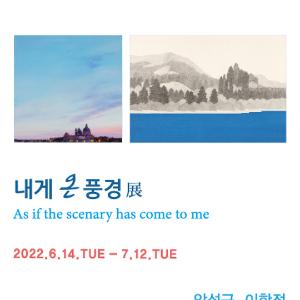 내게 온 풍경 展
As if the scenary has come to me
2022.6.14.TUE – 7.12.TUE